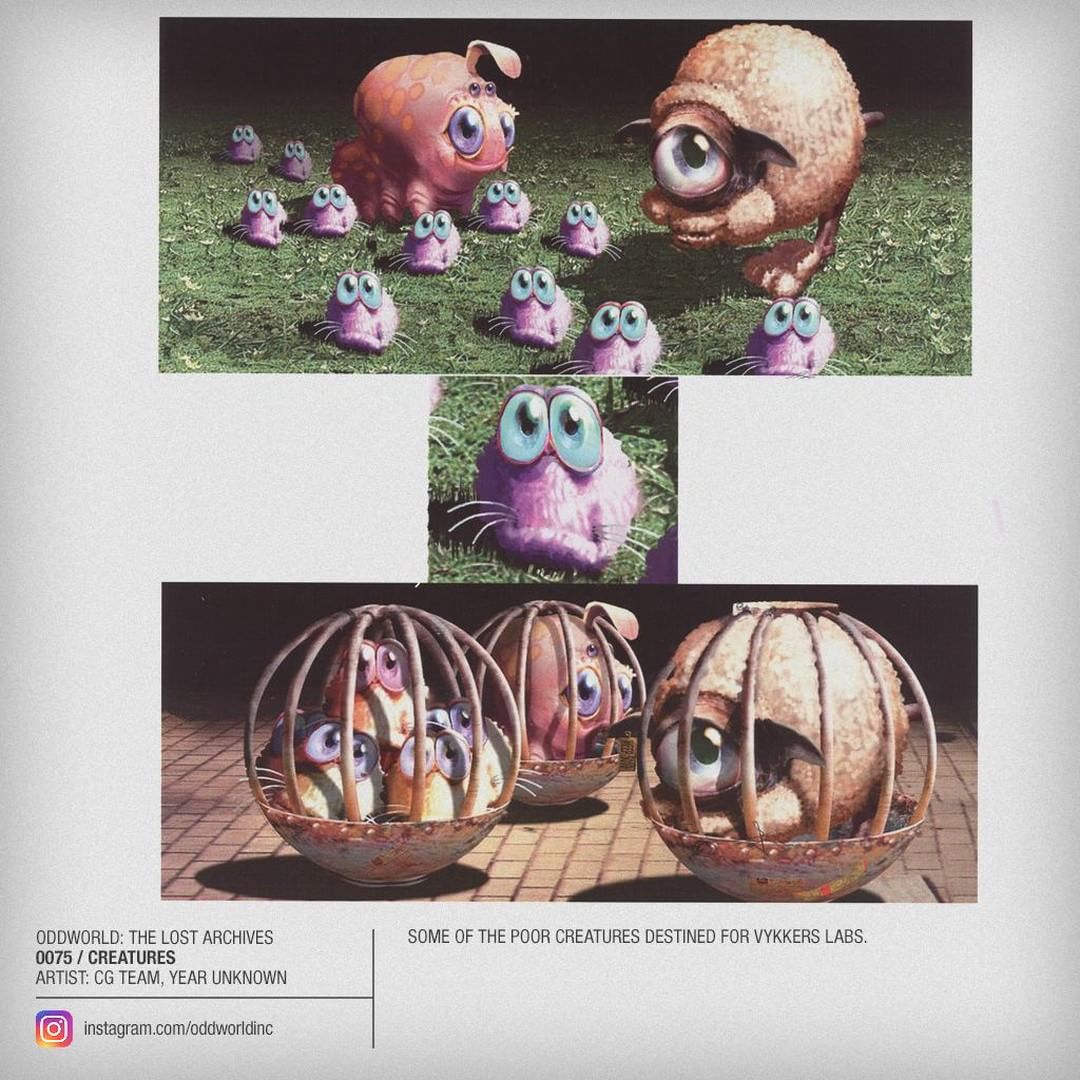 ODDWORLD: THE LOST ARCHIVES
0075 / CREATURES
ARTIST: CG TEAM, YEAR UNKNOWN
instagram.com/oddworldinc
SOME OF THE POOR CREATURES DESTINED FOR VYKKERS LABS.